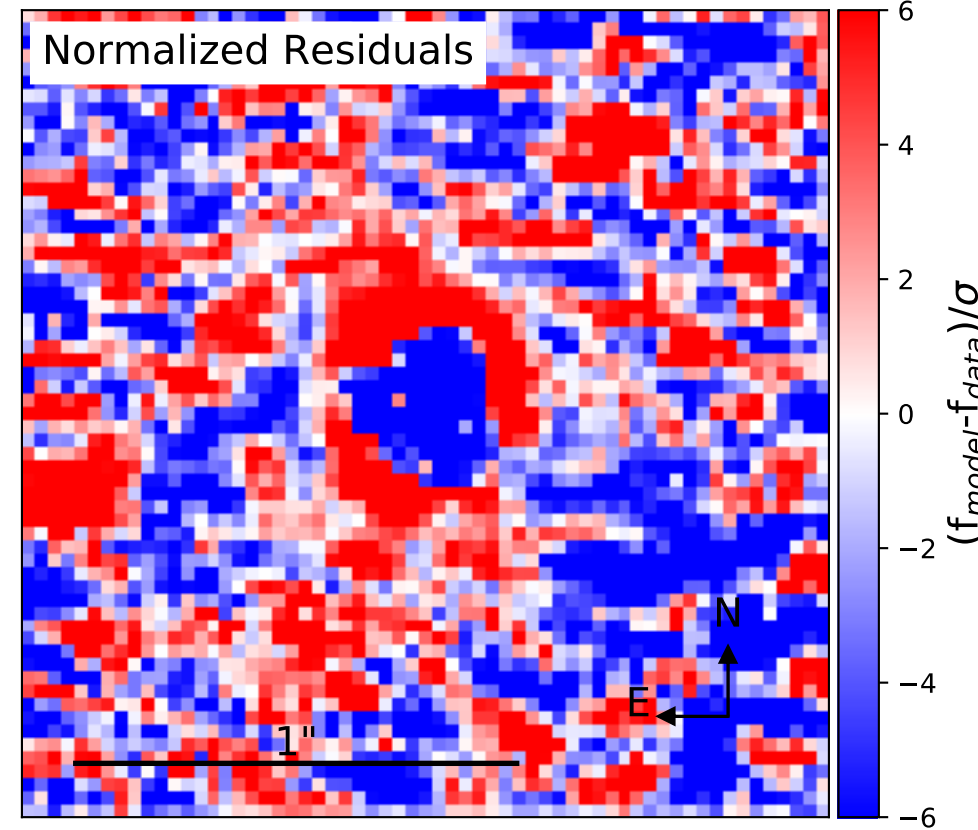 Normalized Residuals
6
4
2
0
−2
−4
−6
(f_model-f_data)/σ
N
E
1"